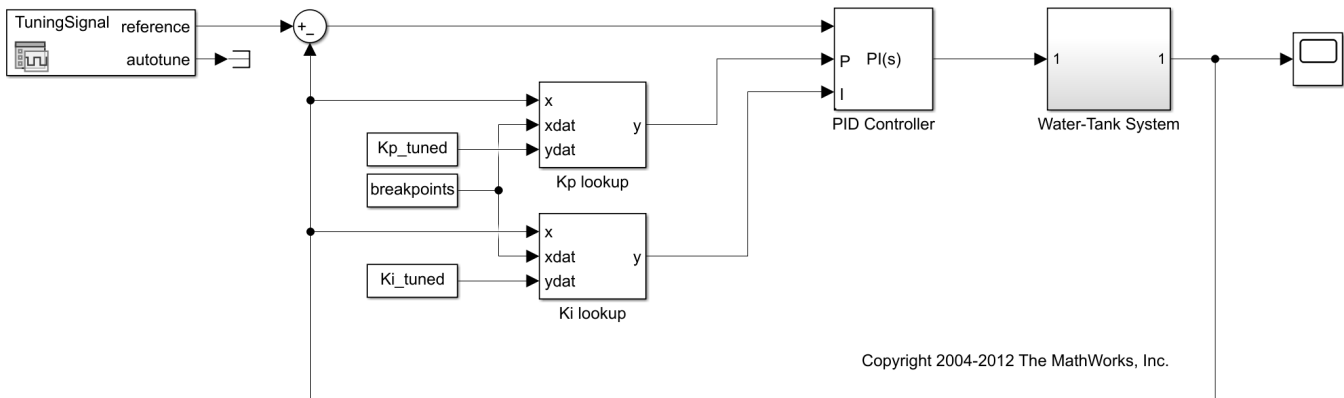 TuningSignal
reference
autotune
+
−
x
xdat
ydat
y
Kp lookup
Kp_tuned
breakpoints
x
xdat
ydat
y
Ki lookup
Ki_tuned
P
I
PI(s)
PID Controller
1
1
Water-Tank System
Copyright 2004-2012 The MathWorks, Inc.